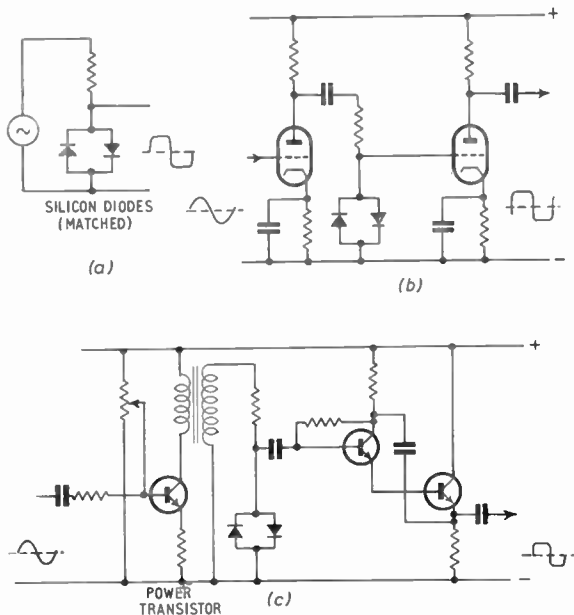 +
SILICON DIODES
(MATCHED)
(a)
−
(b)
+
−
POWER
TRANSISTOR
(c)